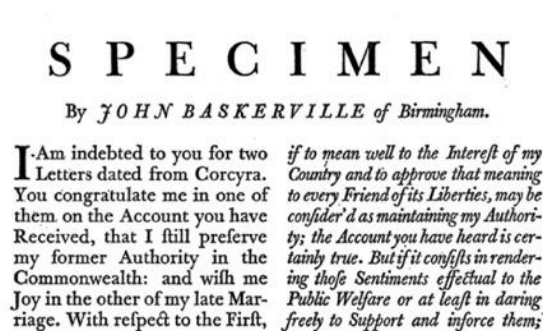 SPECIMEN
By JOHN BASKERVILLE of Birmingham.
I Am indebted to you for two
Letters dated from Corcyra.
You congratulate me in one of
them on the Account you have
Received, that I ſtill preſerve
my former Authority in the
Commonwealth: and wiſh me
Joy in the other of my late Mar-
riage. With reſpect to the Firſt,
if to mean well to the Intereſt of my
Country and to approve that meaning
to every Friend of its Liberties, may be
conſider'd as maintaining my Authori-
ty; the Account you have heard is cer-
tainly true. But if it conſiſts in render-
ing thoſe Sentiments effectual to the
Public Welfare or at leaſt in daring
freely to Support and inforce them;